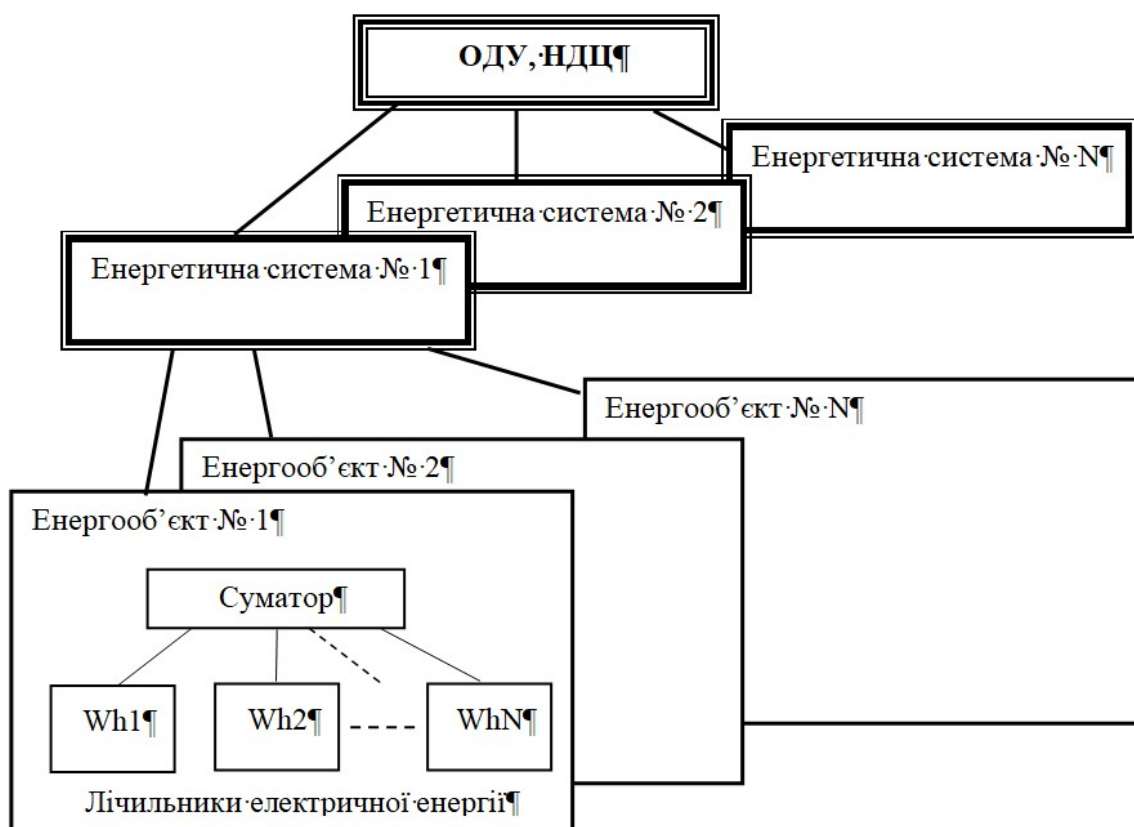 ОДУ,·НДЦ¶
Енергетична·система·№·N¶
Енергетична·система·№·2¶
Енергетична·система·№·1¶
Енергооб’єкт·№·N¶
Енергооб’єкт·№·2¶
Енергооб’єкт·№·1¶
Суматор¶
Wh1¶ Wh2¶ WhN¶
Лічильники·електричної·енергії¶